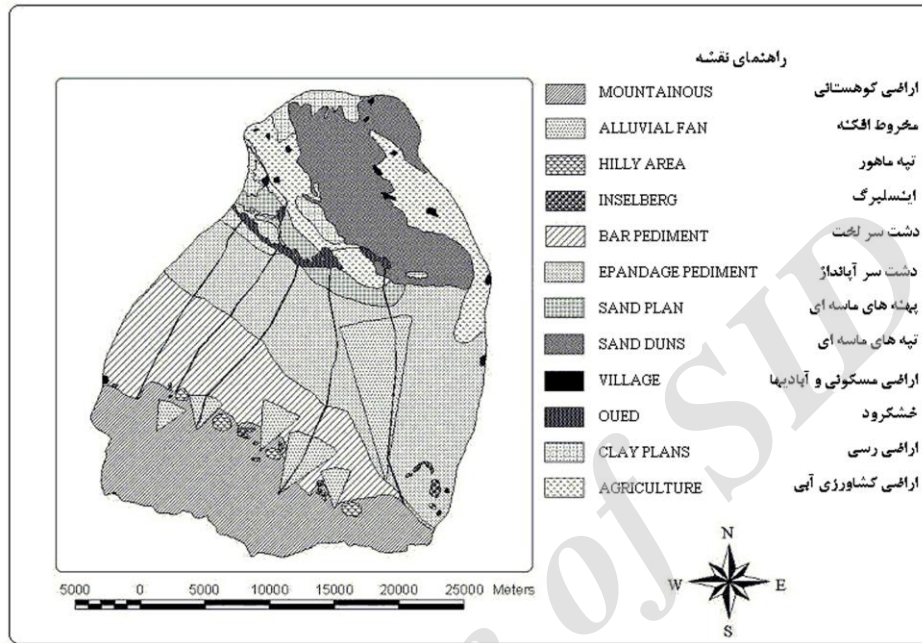 راهنمای نقشه
MOUNTAINOUS اراضی کوهستانی
ALLUVIAL FAN مخروط افکنه
HILLY AREA تپه ماهور
INSELBERG اینسلبرگ
BAR PEDIMENT دشت سر لخت
EPANDAGE PEDIMENT دشت سر آپانداژ
SAND PLAN پهنه های ماسه ای
SAND DUNS تپه های ماسه ای
VILLAGE اراضی مسکونی و آبادیها
OUED خشکرود
CLAY PLANS اراضی رسی
AGRICULTURE اراضی کشاورزی آبی
N
W E
S
5000 0 5000 10000 15000 20000 25000 Meters
of SID